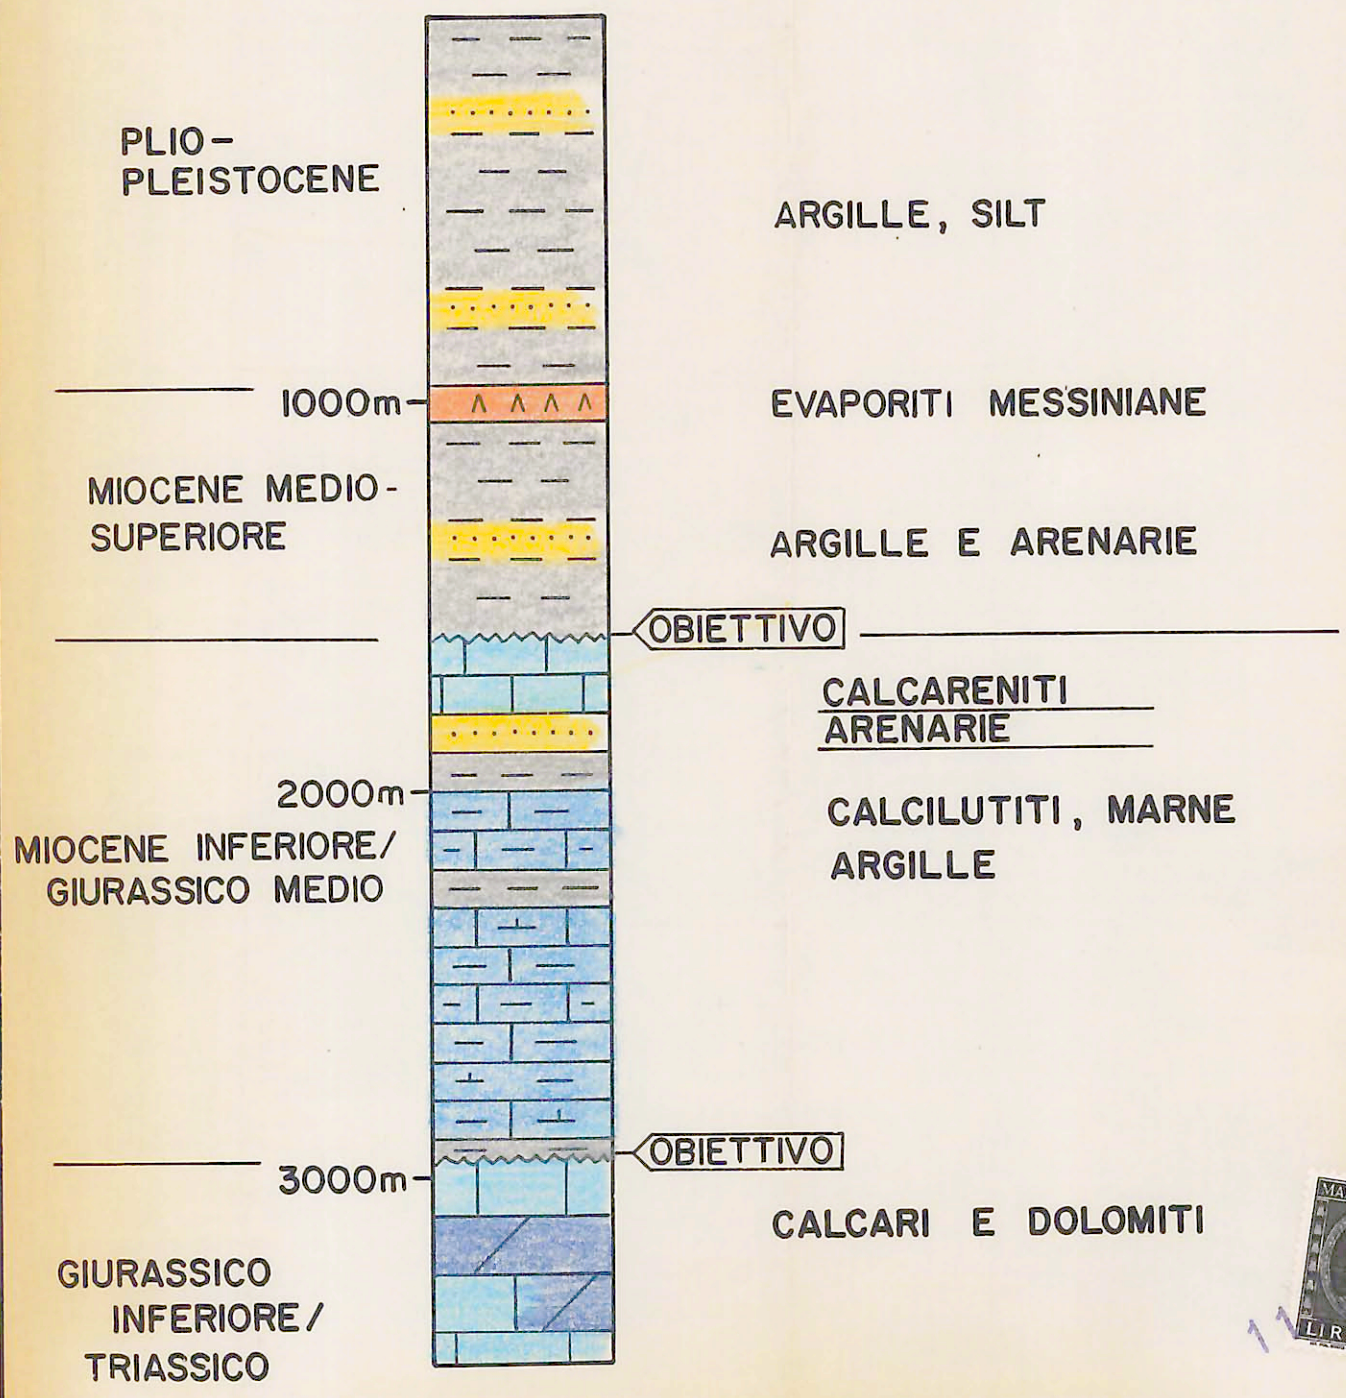 PLIO-
PLEISTOCENE
ARGILLE, SILT
1000m
EVAPORITI MESSINIANE
MIOCENE MEDIO-
SUPERIORE
ARGILLE E ARENARIE
OBIETTIVO
CALCARENITI
ARENARIE
2000m
CALCILUTITI, MARNE
ARGILLE
MIOCENE INFERIORE/
GIURASSICO MEDIO
OBIETTIVO
3000m
CALCARI E DOLOMITI
GIURASSICO
INFERIORE/
TRIASSICO
11